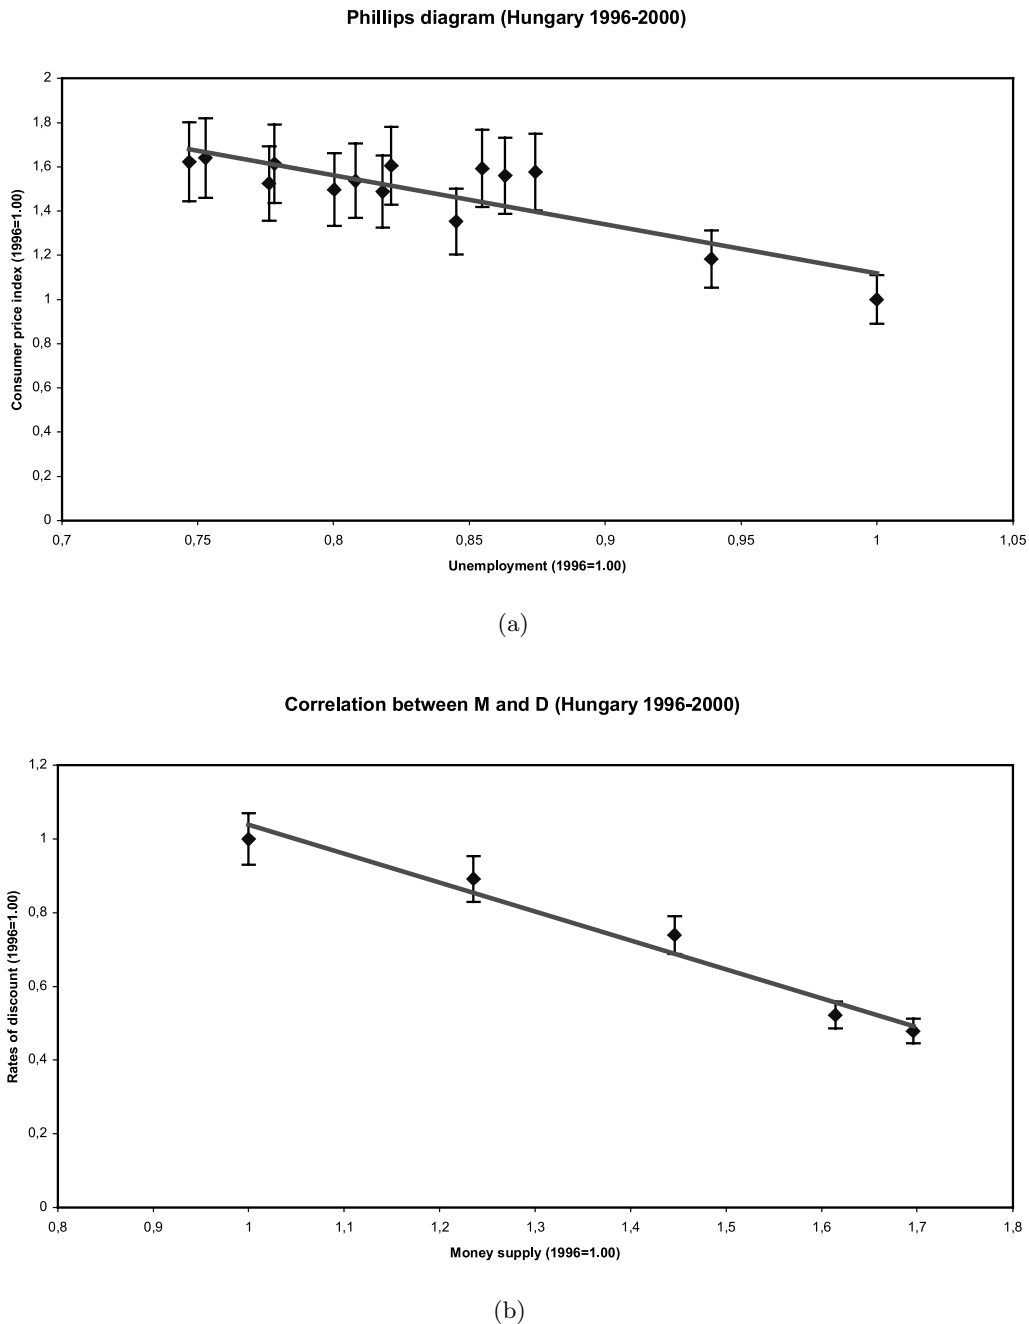 Phillips diagram (Hungary 1996-2000)
Consumer price index (1996=1.00)
2
1,8
1,6
1,4
1,2
1
0,8
0,6
0,4
0,2
0
0,7 0,75 0,8 0,85 0,9 0,95 1 1,05
Unemployment (1996=1.00)
(a)
Correlation between M and D (Hungary 1996-2000)
Rates of discount (1996=1.00)
1,2
1
0,8
0,6
0,4
0,2
0
0,8 0,9 1 1,1 1,2 1,3 1,4 1,5 1,6 1,7 1,8
Money supply (1996=1.00)
(b)